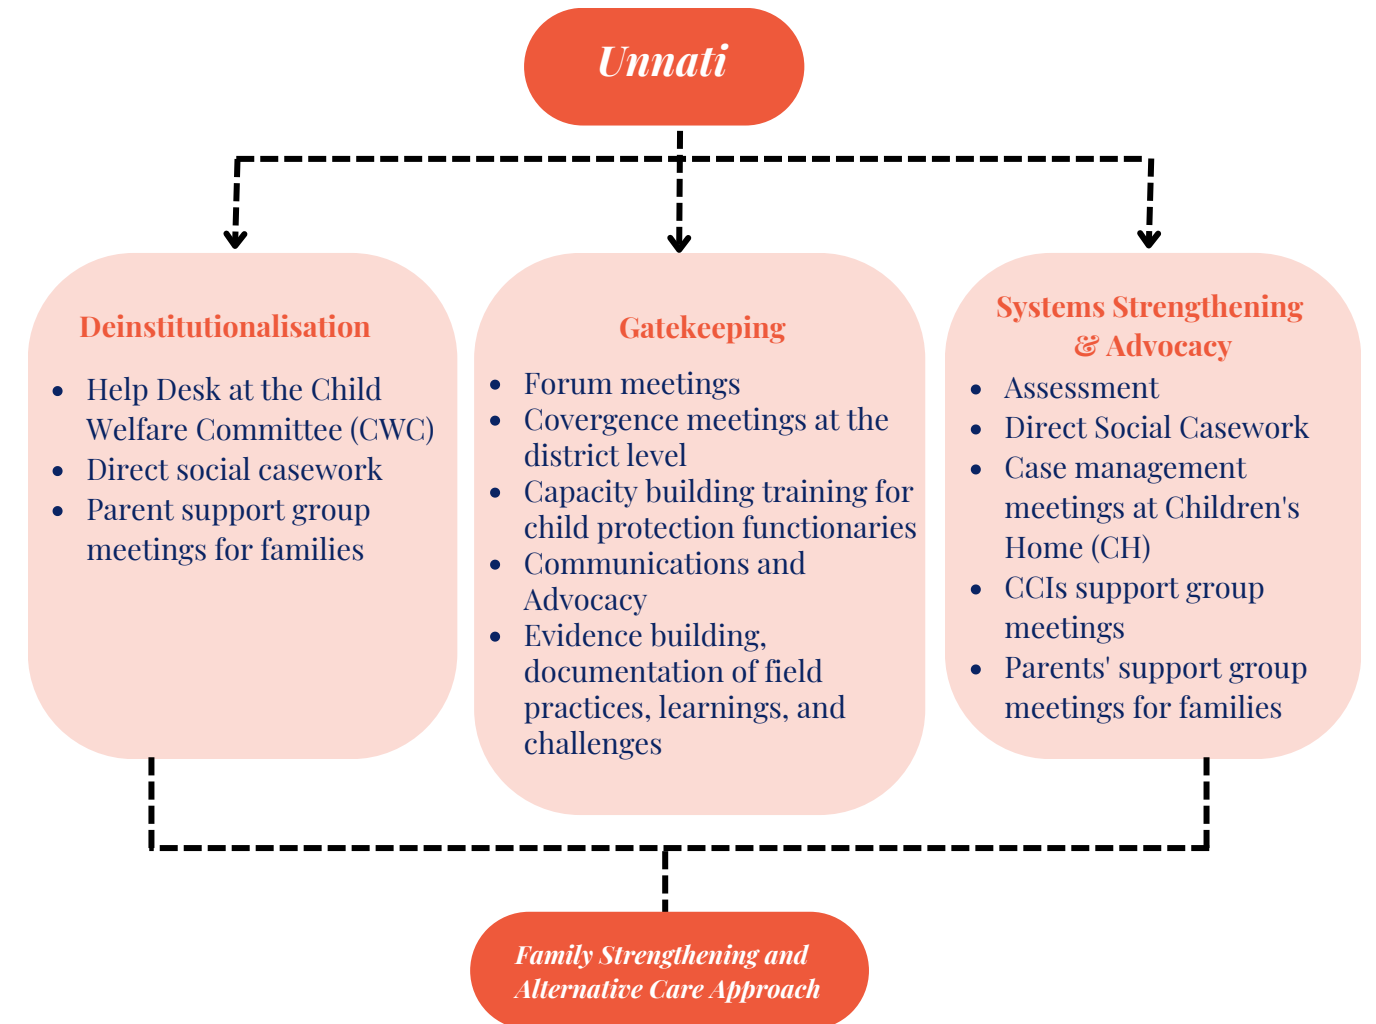 Unnati
Deinstitutionalisation
• Help Desk at the Child
Welfare Committee (CWC)
• Direct social casework
• Parent support group
meetings for families
Gatekeeping
• Forum meetings
• Covergence meetings at the
district level
• Capacity building training for
child protection functionaries
• Communications and
Advocacy
• Evidence building,
documentation of field
practices, learnings, and
challenges
Systems Strengthening
& Advocacy
• Assessment
• Direct Social Casework
• Case management
meetings at Children's
Home (CH)
• CCIs support group
meetings
• Parents' support group
meetings for families
Family Strengthening and
Alternative Care Approach